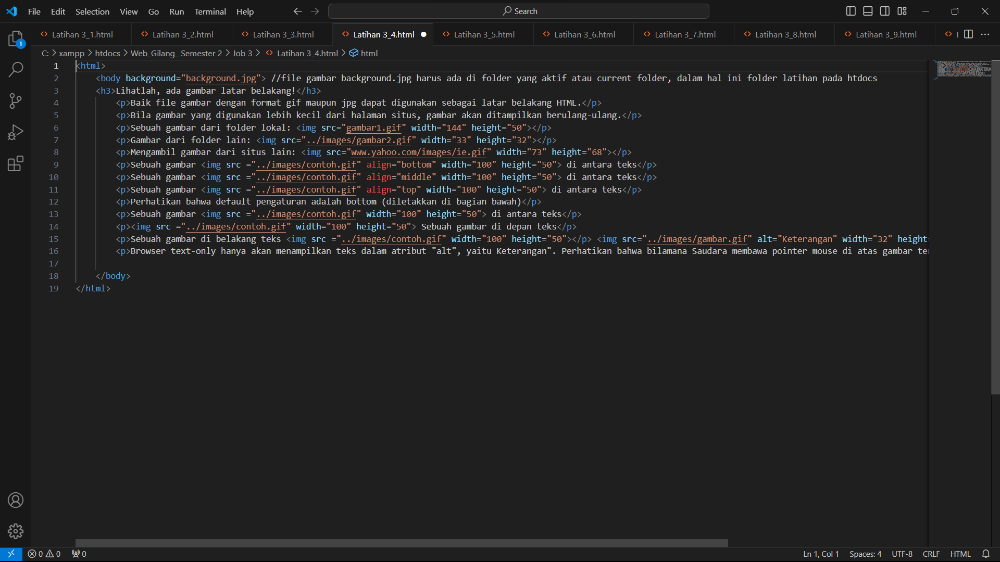 File Edit Selection View Go Run Terminal Help Search
Latihan 3_1.html Latihan 3_2.html Latihan 3_3.html Latihan 3_4.html Latihan 3_5.html Latihan 3_6.html Latihan 3_7.html Latihan 3_8.html Latihan 3_9.html
1
C: > xampp > htdocs > Web_Gilang_ Semester 2 > Job 3 > Latihan 3_4.html > html
1 <html>
2 <body background="background.jpg"> //file gambar background.jpg harus ada di folder yang aktif atau current folder, dalam hal ini folder latihan pada htdocs
3 <h3>Lihatlah, ada gambar latar belakang!</h3>
4 <p>Baik file gambar dengan format gif maupun jpg dapat digunakan sebagai latar belakang HTML.</p>
5 <p>Bila gambar yang digunakan lebih kecil dari halaman situs, gambar akan ditampilkan berulang-ulang.</p>
6 <p>Sebuah gambar dari folder lokal: <img src="gambar1.gif" width="144" height="50"></p>
7 <p>Gambar dari folder lain: <img src="../images/gambar2.gif" width="33" height="32"></p>
8 <p>Mengambil gambar dari situs lain: <img src="www.yahoo.com/images/ie.gif" width="73" height="68"></p>
9 <p>Sebuah gambar <img src ="../images/contoh.gif" align="bottom" width="100" height="50"> di antara teks</p>
10 <p>Sebuah gambar <img src ="../images/contoh.gif" align="middle" width="100" height="50"> di antara teks</p>
11 <p>Sebuah gambar <img src ="../images/contoh.gif" align="top" width="100" height="50"> di antara teks</p>
12 <p>Perhatikan bahwa default pengaturan adalah bottom (diletakkan di bagian bawah)</p>
13 <p>Sebuah gambar <img src ="../images/contoh.gif" width="100" height="50"> di antara teks</p>
14 <p><img src ="../images/contoh.gif" width="100" height="50"> Sebuah gambar di depan teks</p>
15 <p>Sebuah gambar di belakang teks <img src ="../images/contoh.gif" width="100" height="50"></p> <img src="../images/gambar.gif" alt="Keterangan" width="32" height
16 <p>Browser text-only hanya akan menampilkan teks dalam atribut "alt", yaitu Keterangan". Perhatikan bahwa bilamana Saudara membawa pointer mouse di atas gambar
17
18 </body>
19 </html>
0 0 0 Ln 1, Col 1 Spaces: 4 UTF-8 CRLF HTML